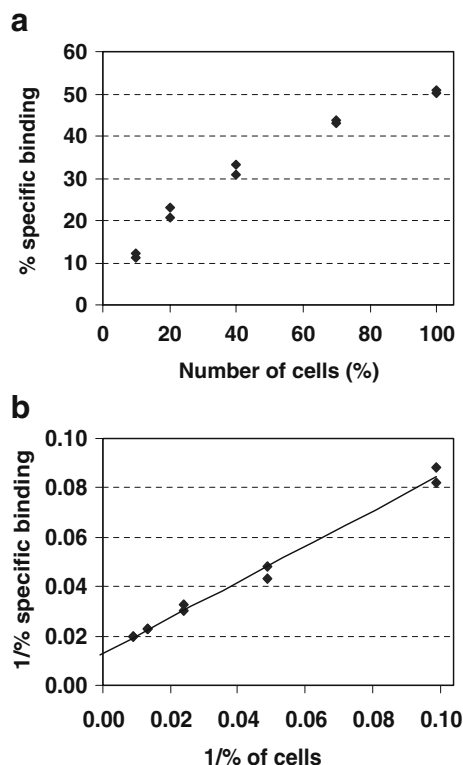 a
60
50
40
30
20
10
0
% specific binding
0 20 40 60 80 100
Number of cells (%)
b
0.10
0.08
0.06
0.04
0.02
0.00
1/% specific binding
0.00 0.02 0.04 0.06 0.08 0.10
1/% of cells